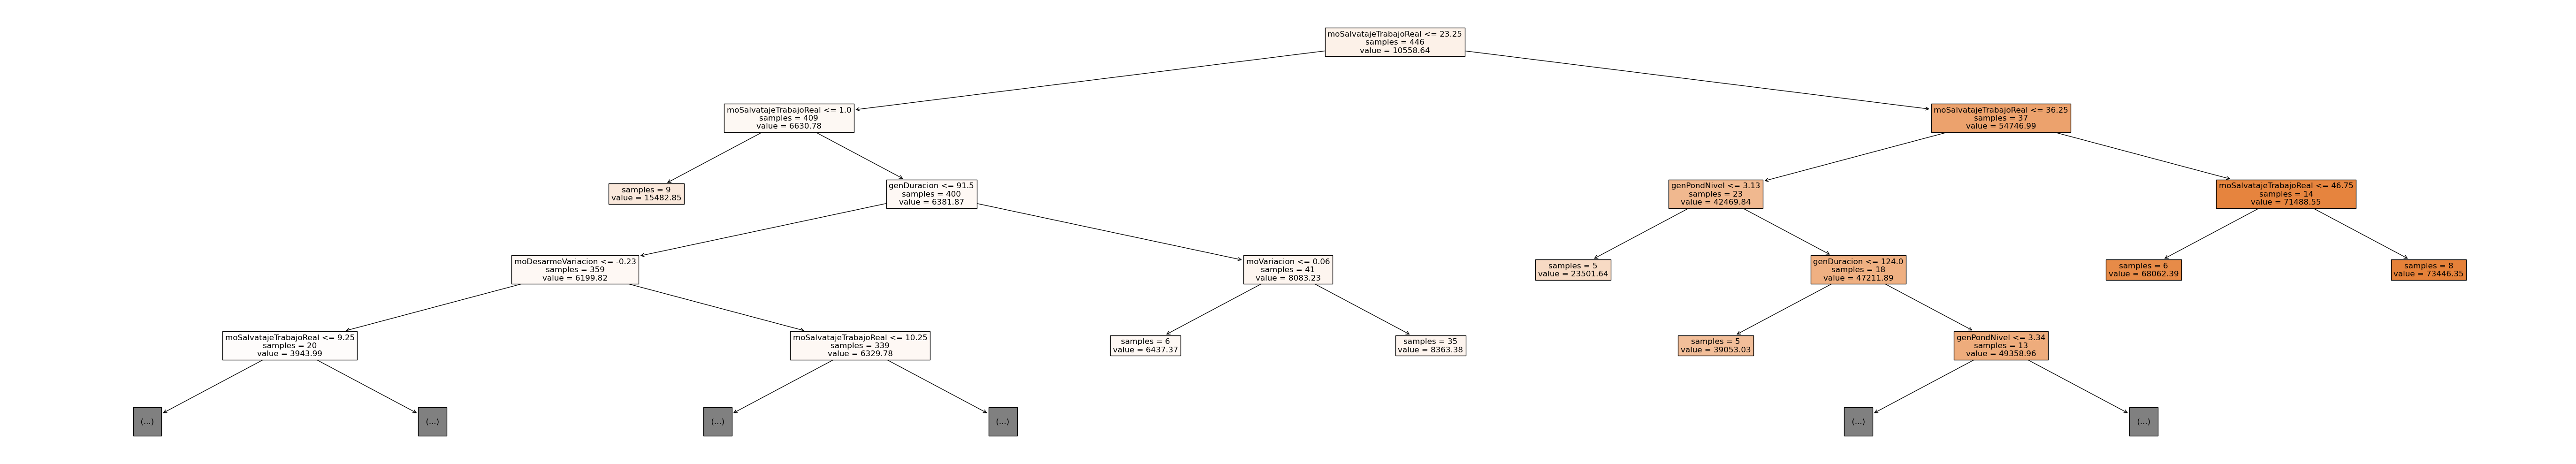 moSalvatajeTrabajoReal <= 23.25
samples = 446
value = 10558.64
moSalvatajeTrabajoReal <= 1.0
samples = 409
value = 6630.78
moSalvatajeTrabajoReal <= 36.25
samples = 37
value = 54746.99
samples = 9
value = 15482.85
genDuracion <= 91.5
samples = 400
value = 6381.87
genPondNivel <= 3.13
samples = 23
value = 42469.84
moSalvatajeTrabajoReal <= 46.75
samples = 14
value = 71488.55
moDesarmeVariacion <= -0.23
samples = 359
value = 6199.82
moVariacion <= 0.06
samples = 41
value = 8083.23
samples = 5
value = 23501.64
genDuracion <= 124.0
samples = 18
value = 47211.89
samples = 6
value = 68062.39
samples = 8
value = 73446.35
moSalvatajeTrabajoReal <= 9.25
samples = 20
value = 3943.99
moSalvatajeTrabajoReal <= 10.25
samples = 339
value = 6329.78
samples = 6
value = 6437.37
samples = 35
value = 8363.38
samples = 5
value = 39053.03
genPondNivel <= 3.34
samples = 13
value = 49358.96
(...)
(...)
(...)
(...)
(...)
(...)